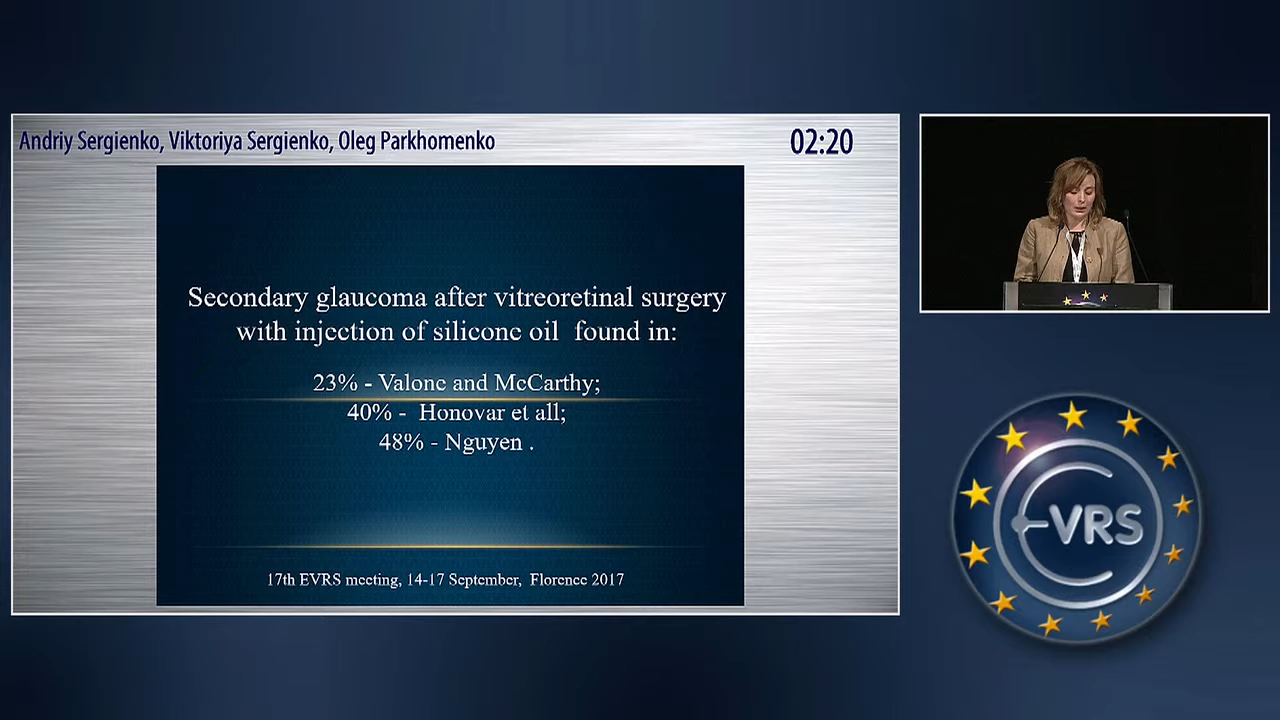 Andriy Sergienko, Viktoriya Sergienko, Oleg Parkhomenko
02:20
Secondary glaucoma after vitreoretinal surgery
with injection of silicone oil found in:
23% - Valone and McCarthy;
40% - Honovar et all;
48% - Nguyen .
17th EVRS meeting, 14-17 September, Florence 2017
EVRS